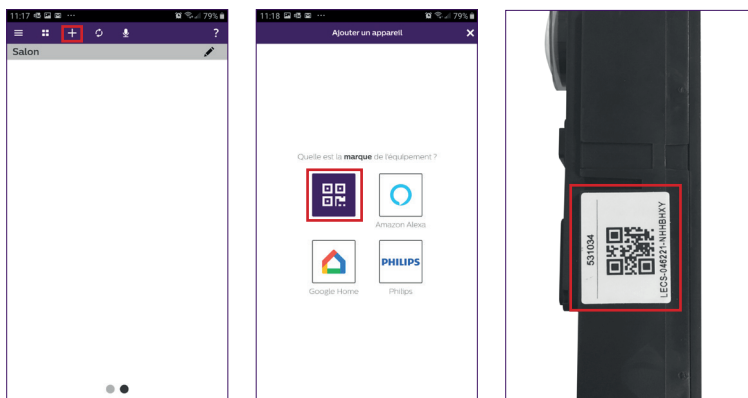 11:17 79%
?
Salon
11:18 79%
Ajouter un appareil
Quelle est la marque de l'équipement ?
Amazon Alexa
PHILIPS
Google Home
Philips
531034
LECS-046221-NHHBHXY